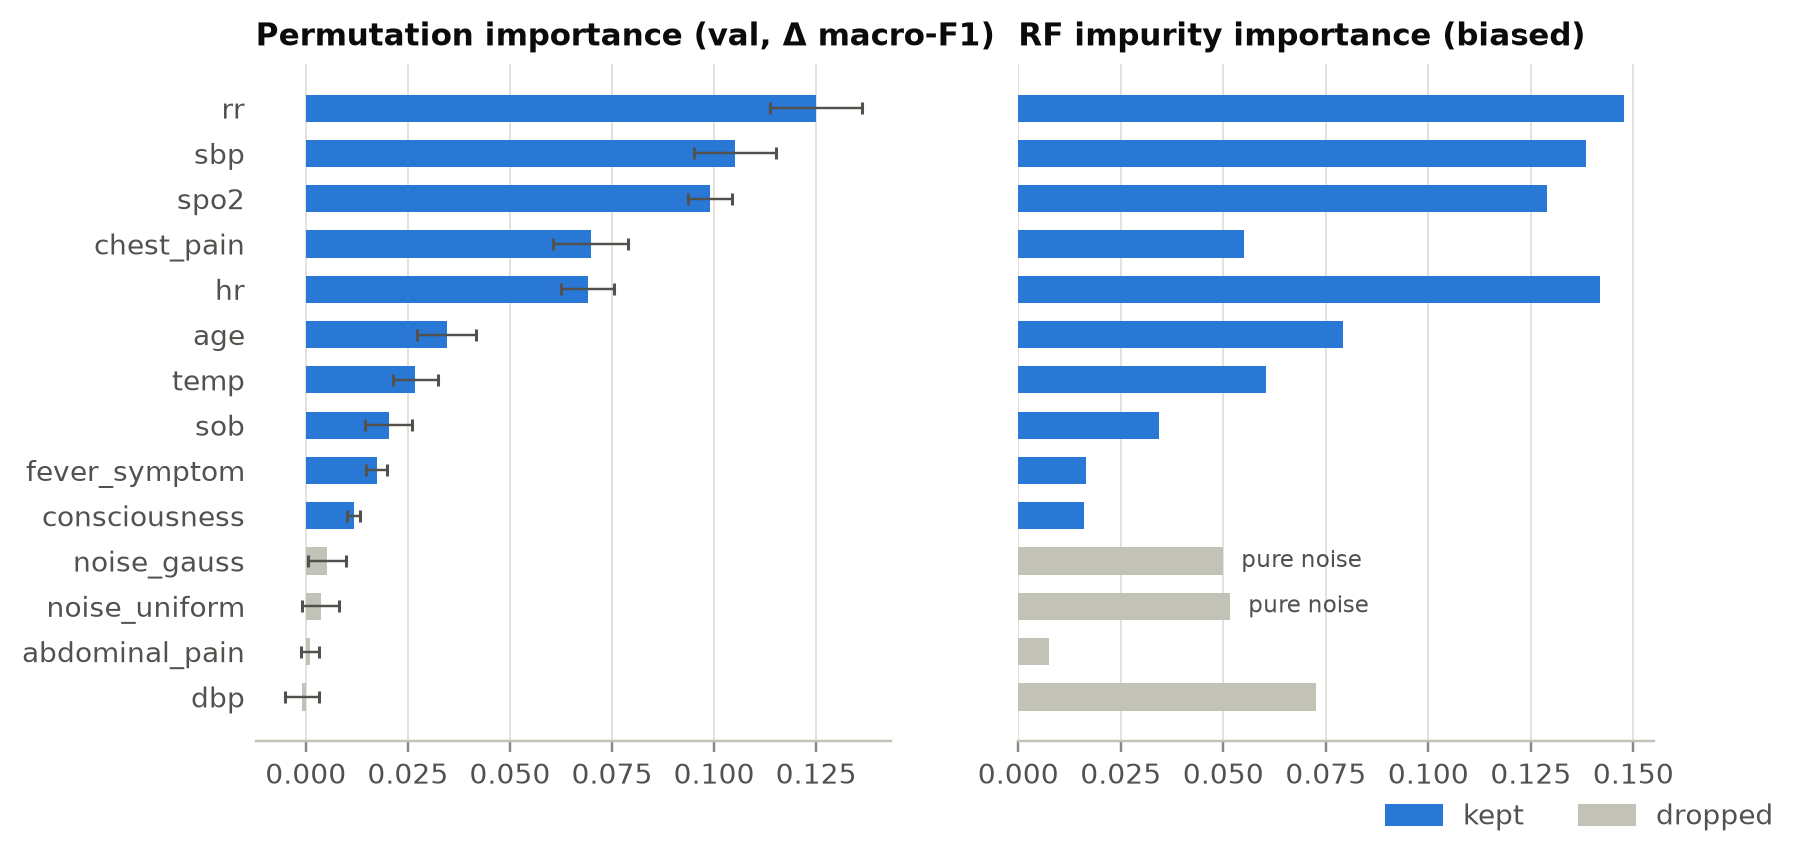 Permutation importance (val, Δ macro-F1)
RF impurity importance (biased)
rr
sbp
spo2
chest_pain
hr
age
temp
sob
fever_symptom
consciousness
noise_gauss
noise_uniform
abdominal_pain
dbp
pure noise
pure noise
0.000 0.025 0.050 0.075 0.100 0.125
0.000 0.025 0.050 0.075 0.100 0.125 0.150
kept
dropped